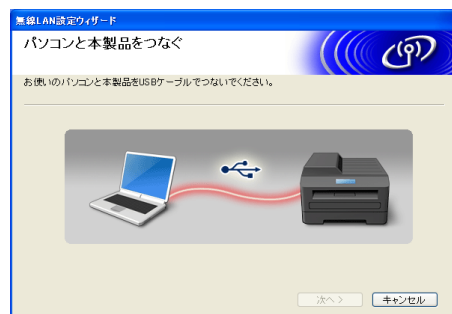 無線LAN設定ウィザード
パソコンと本製品をつなぐ
お使いのパソコンと本製品をUSBケーブルでつないでください。
次へ >
キャンセル